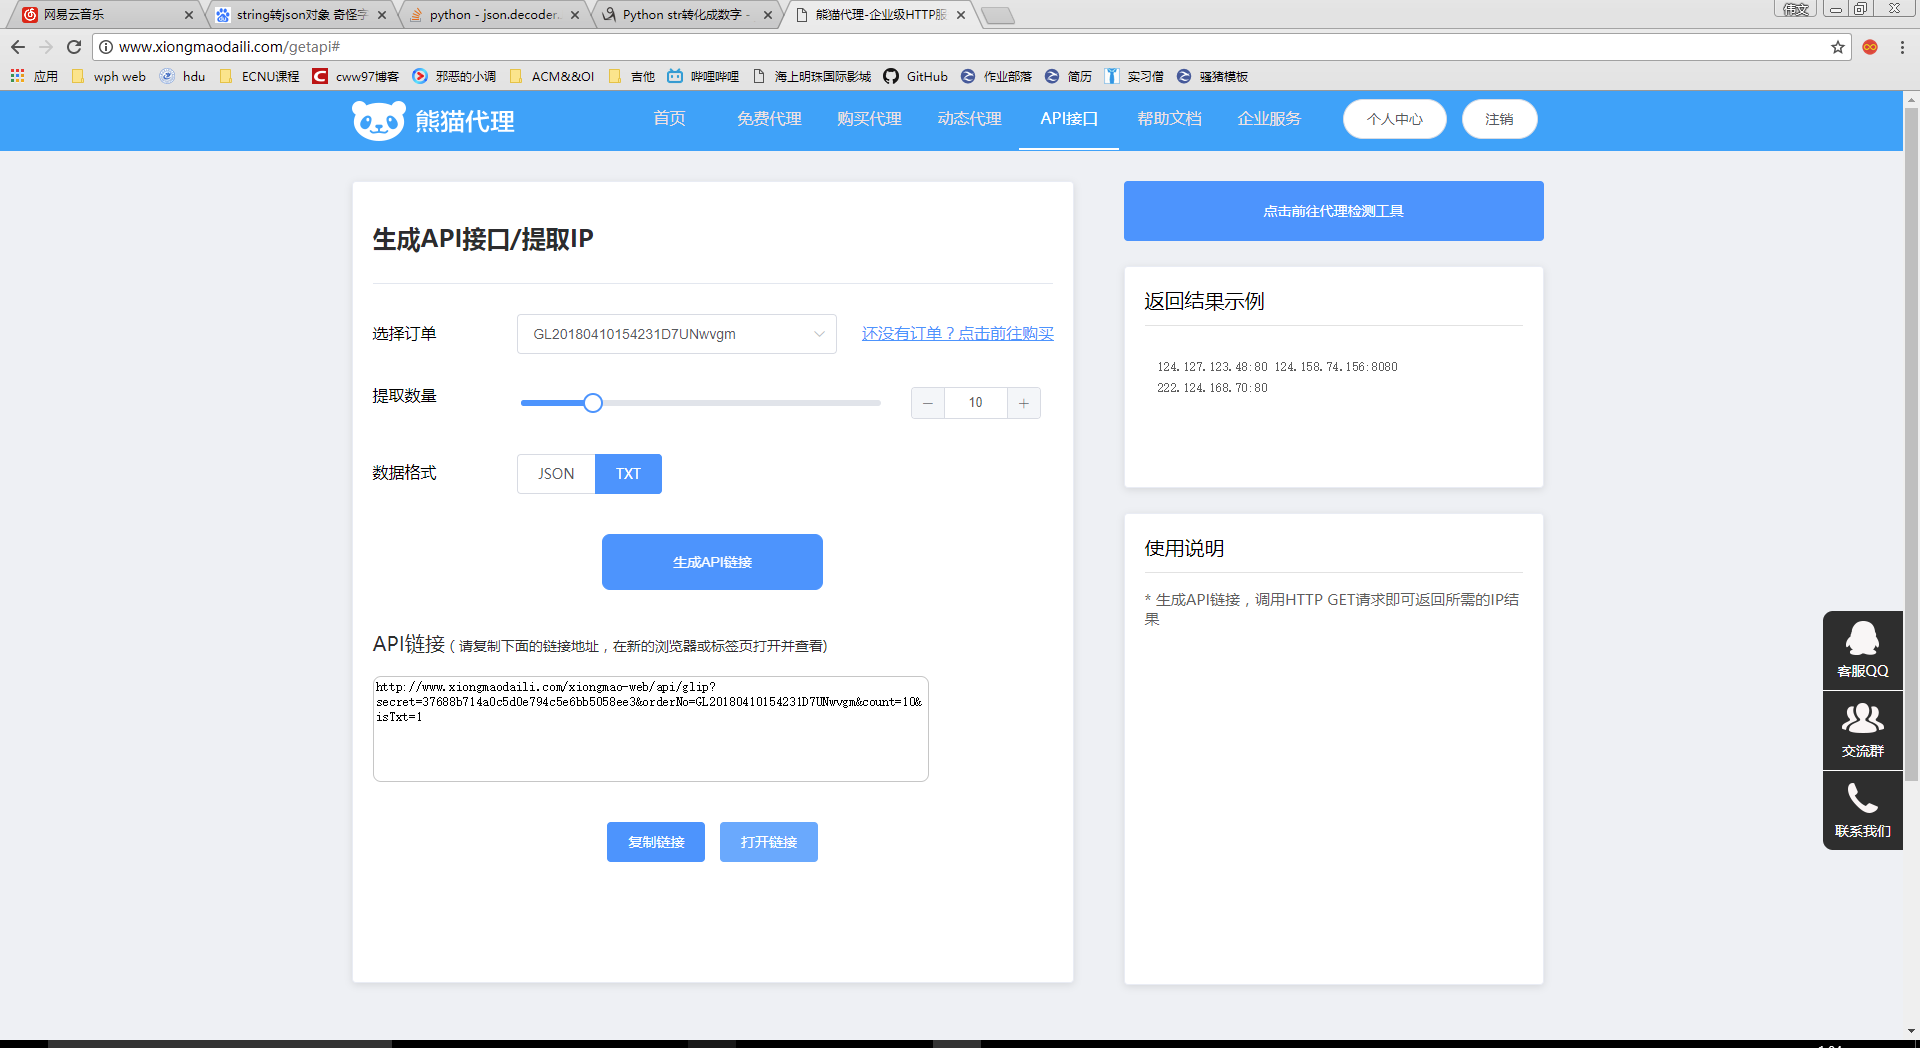 网易云音乐
string转json对象 奇怪字
python - json.decoder.
Python str转化成数字 -
熊猫代理-企业级HTTP服
伟文
www.xiongmaodaili.com/getapi#
应用 wph web hdu ECNU课程 cww97博客 邪恶的小调 ACM&&OI 吉他 哔哩哔哩 海上明珠国际影城 GitHub 作业部落 简历 实习僧 骚猪模板
熊猫代理 首页 免费代理 购买代理 动态代理 API接口 帮助文档 企业服务 个人中心 注销
生成API接口/提取IP
选择订单 GL20180410154231D7UNwvgm 还没有订单？点击前往购买
提取数量 10
数据格式 JSON TXT
生成API链接
API链接（请复制下面的链接地址，在新的浏览器或标签页打开并查看）
http://www.xiongmaodaili.com/xiongmao-web/api/glip?
secret=37688b714a0c5d0e794c5e6bb5058ee3&orderNo=GL20180410154231D7UNwvgm&count=10&
isTxt=1
复制链接 打开链接
点击前往代理检测工具
返回结果示例
124.127.123.48:80 124.158.74.156:8080
222.124.168.70:80
使用说明
* 生成API链接，调用HTTP GET请求即可返回所需的IP结
果
客服QQ
交流群
联系我们